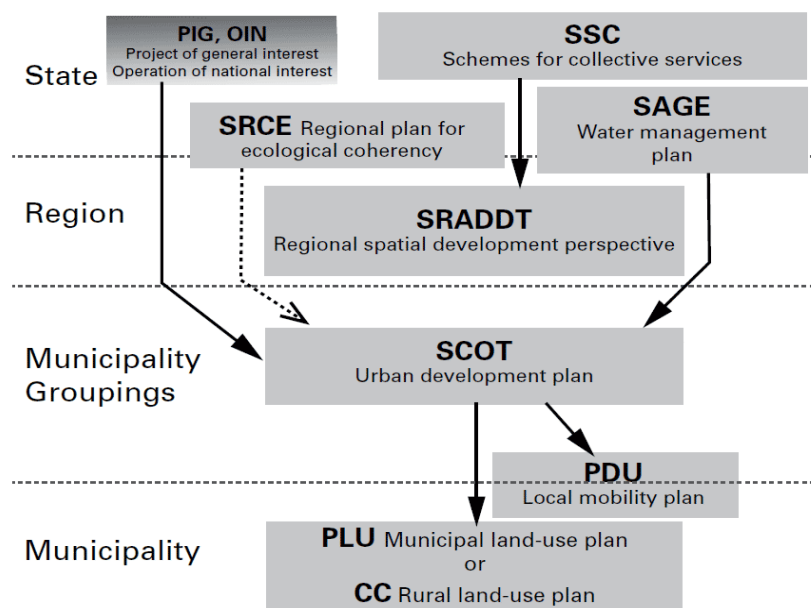 State
PIG, OIN
Project of general interest
Operation of national interest
SSC
Schemes for collective services
SRCE Regional plan for
ecological coherency
SAGE
Water management
plan
Region
SRADDT
Regional spatial development perspective
Municipality
Groupings
SCOT
Urban development plan
PDU
Local mobility plan
Municipality
PLU Municipal land-use plan
or
CC Rural land-use plan